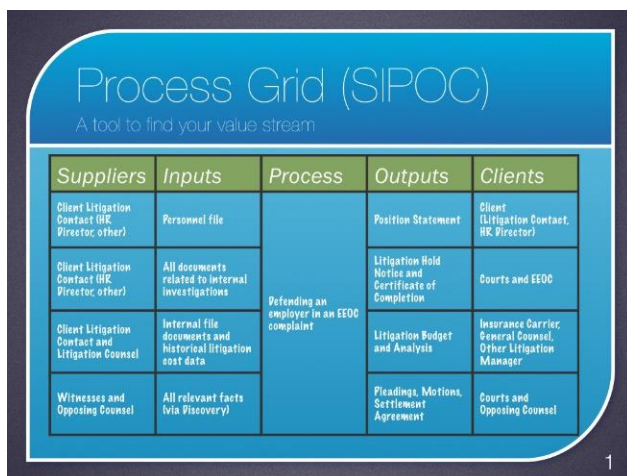 Process Grid (SIPOC)
A tool to find your value stream
Suppliers Inputs Process Outputs Clients
Client Litigation
Contact (HR
Director, other)
Personnel file
Position Statement
Client
(Litigation Contact,
HR Director)
Client Litigation
Contact (HR
Director, other)
All documents
related to internal
investigations
Defending an
employer in an EEOC
complaint
Litigation Hold
Notice and
Certificate of
Completion
Courts and EEOC
Client Litigation
Contact and
Litigation Counsel
Internal file
documents and
historical litigation
cost data
Litigation Budget
and Analysis
Insurance Carrier,
General Counsel,
Other Litigation
Manager
Witnesses and
Opposing Counsel
All relevant facts
(via Discovery)
Pleadings, Motions,
Settlement
Agreement
Courts and
Opposing Counsel
1